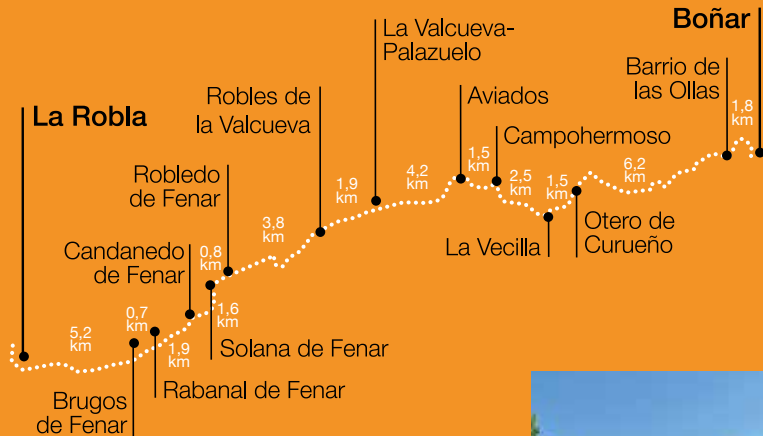 La Robla
5,2
km
Brugos
de Fenar
0,7
km
Rabanal de Fenar
1,9
km
Candanedo
de Fenar
1,6
km
Solana de Fenar
0,8
km
Robledo
de Fenar
3,8
km
Robles de
la Valcueva
1,9
km
La Valcueva-
Palazuelo
4,2
km
Aviados
1,5
km
Campohermoso
2,5
km
La Vecilla
1,5
km
Otero de
Curueño
6,2
km
Barrio de
las Ollas
1,8
km
Boñar